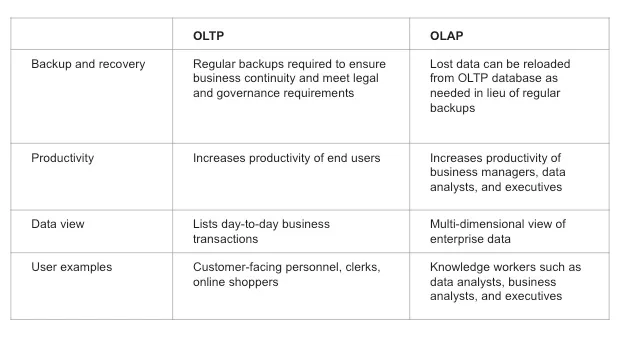 OLTP OLAP
Backup and recovery
Regular backups required to ensure
business continuity and meet legal
and governance requirements
Lost data can be reloaded
from OLTP database as
needed in lieu of regular
backups
Productivity
Increases productivity of end users
Increases productivity of
business managers, data
analysts, and executives
Data view
Lists day-to-day business
transactions
Multi-dimensional view of
enterprise data
User examples
Customer-facing personnel, clerks,
online shoppers
Knowledge workers such as
data analysts, business
analysts, and executives